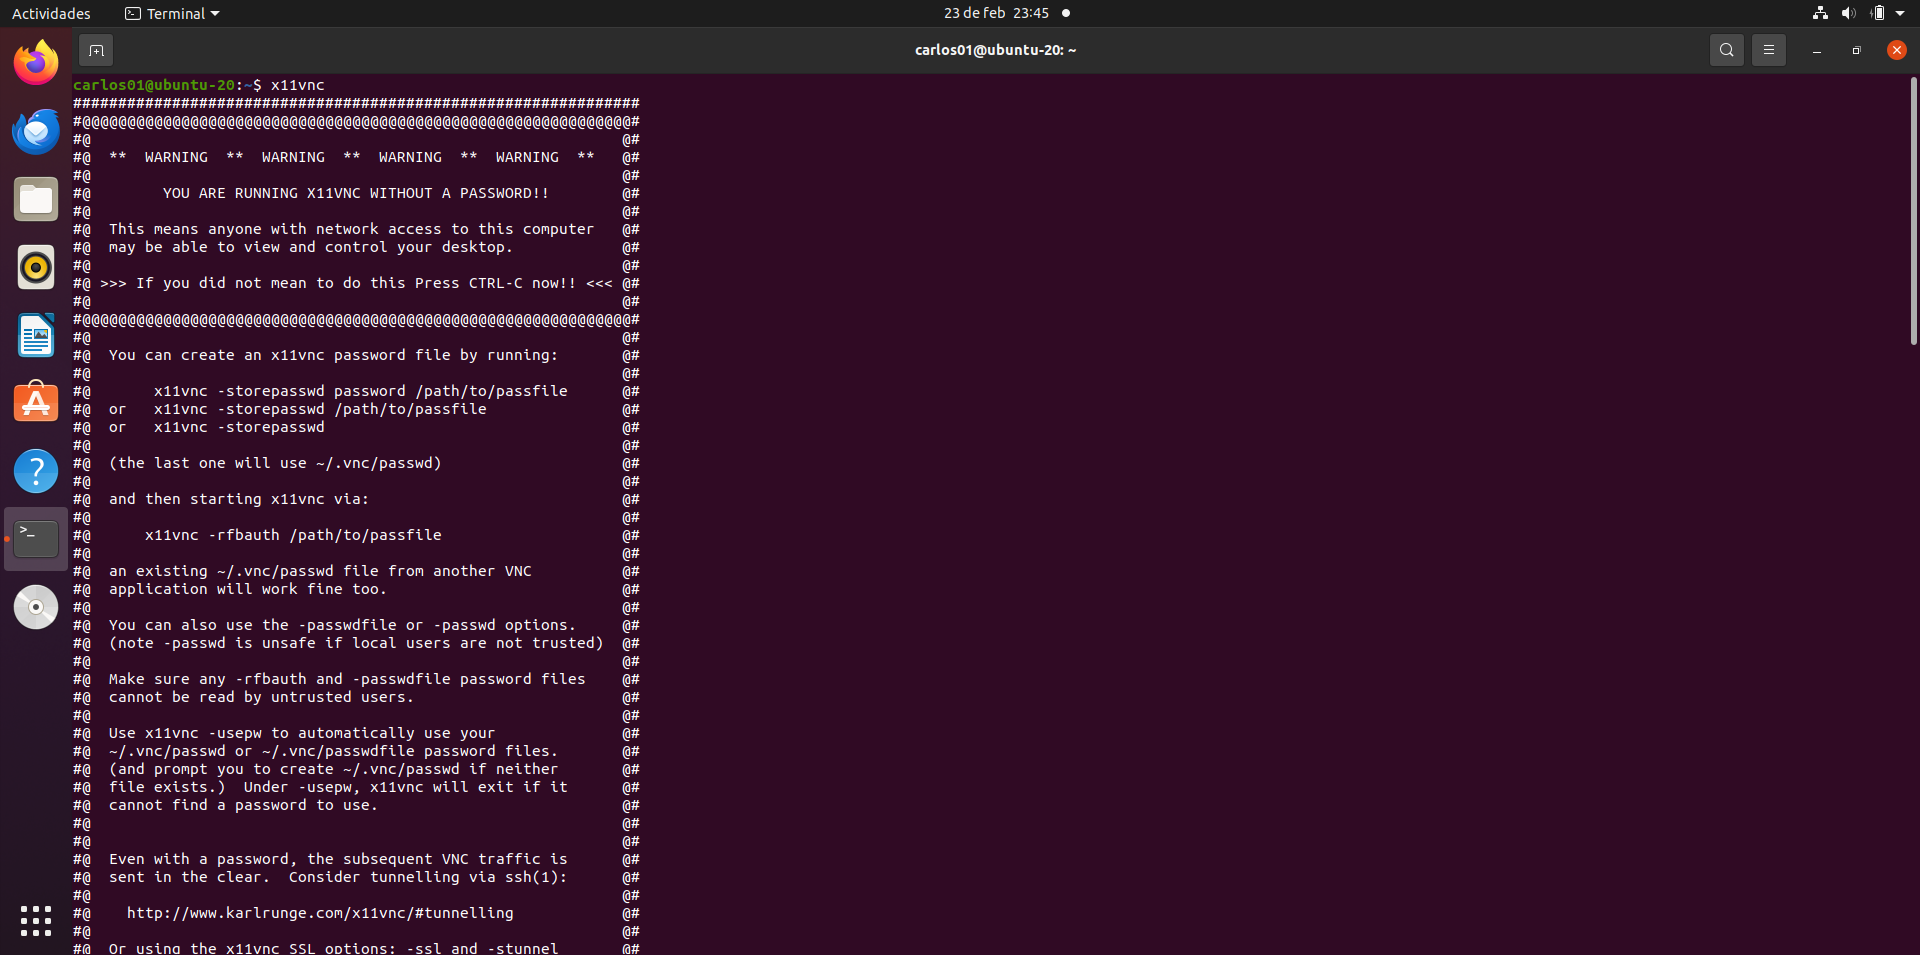 Actividades
Terminal
23 de feb 23:45
carlos01@ubuntu-20: ~
carlos01@ubuntu-20:~$ x11vnc
###############################################################
#@@@@@@@@@@@@@@@@@@@@@@@@@@@@@@@@@@@@@@@@@@@@@@@@@@@@@@@@@@@@@#
#@                                                           @#
#@  **  WARNING  **  WARNING  **  WARNING  **  WARNING  **   @#
#@                                                           @#
#@        YOU ARE RUNNING X11VNC WITHOUT A PASSWORD!!        @#
#@                                                           @#
#@  This means anyone with network access to this computer   @#
#@  may be able to view and control your desktop.            @#
#@                                                           @#
#@ >>> If you did not mean to do this Press CTRL-C now!! <<< @#
#@                                                           @#
#@@@@@@@@@@@@@@@@@@@@@@@@@@@@@@@@@@@@@@@@@@@@@@@@@@@@@@@@@@@@@#
#@                                                           @#
#@  You can create an x11vnc password file by running:       @#
#@                                                           @#
#@       x11vnc -storepasswd password /path/to/passfile      @#
#@  or   x11vnc -storepasswd /path/to/passfile               @#
#@  or   x11vnc -storepasswd                                 @#
#@                                                           @#
#@  (the last one will use ~/.vnc/passwd)                    @#
#@                                                           @#
#@  and then starting x11vnc via:                            @#
#@                                                           @#
#@      x11vnc -rfbauth /path/to/passfile                    @#
#@                                                           @#
#@  an existing ~/.vnc/passwd file from another VNC          @#
#@  application will work fine too.                          @#
#@                                                           @#
#@  You can also use the -passwdfile or -passwd options.     @#
#@  (note -passwd is unsafe if local users are not trusted)  @#
#@                                                           @#
#@  Make sure any -rfbauth and -passwdfile password files    @#
#@  cannot be read by untrusted users.                       @#
#@                                                           @#
#@  Use x11vnc -usepw to automatically use your              @#
#@  ~/.vnc/passwd or ~/.vnc/passwdfile password files.       @#
#@  (and prompt you to create ~/.vnc/passwd if neither       @#
#@  file exists.)  Under -usepw, x11vnc will exit if it      @#
#@  cannot find a password to use.                           @#
#@                                                           @#
#@                                                           @#
#@  Even with a password, the subsequent VNC traffic is      @#
#@  sent in the clear.  Consider tunnelling via ssh(1):      @#
#@                                                           @#
#@    http://www.karlrunge.com/x11vnc/#tunnelling            @#
#@                                                           @#
#@  Or using the x11vnc SSL options: -ssl and -stunnel       @#